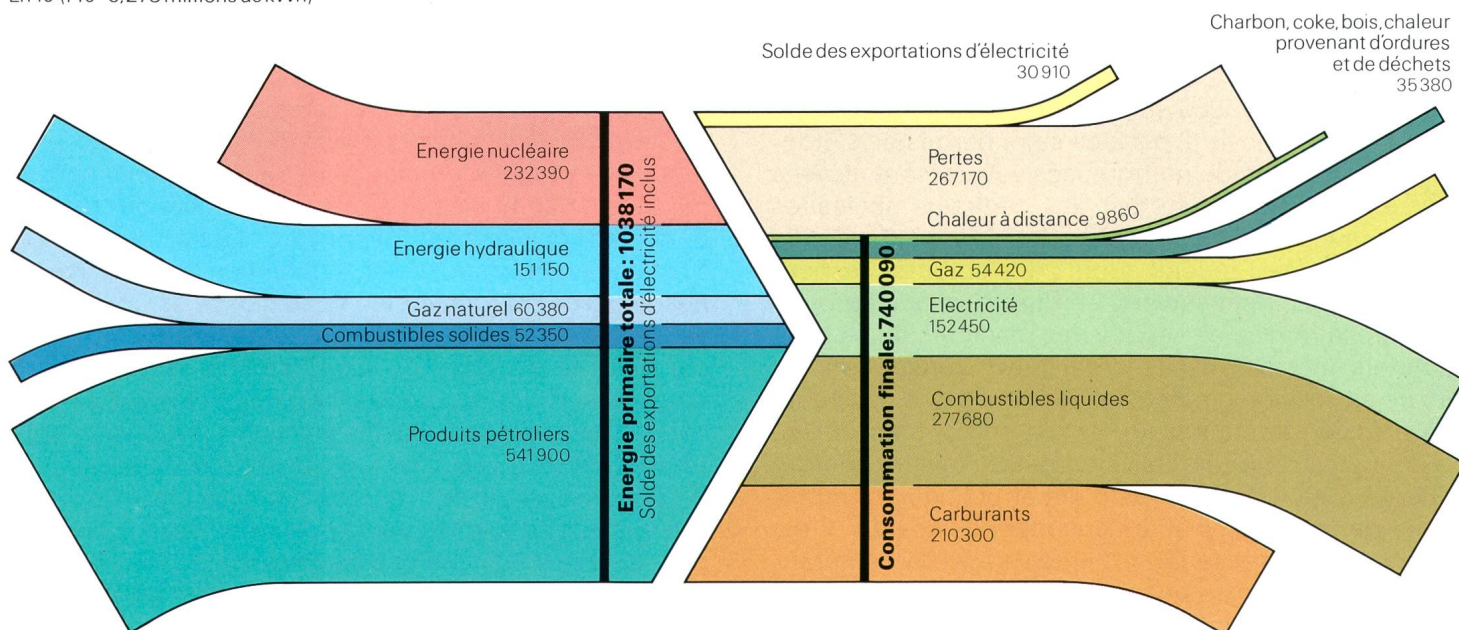 Solde des exportations d'électricité
30910
Charbon, coke, bois, chaleur
provenant d'ordures
et de déchets
35380
Energie nucléaire
232390
Energie hydraulique
151150
Gaz naturel 60380
Combustibles solides 52350
Produits pétroliers
541900
Energie primaire totale: 1038170
Solde des exportations d'électricité inclus
Pertes
267170
Chaleur à distance 9860
Gaz 54420
Electricité
152450
Combustibles liquides
277680
Carburants
210300
Consommation finale: 740090